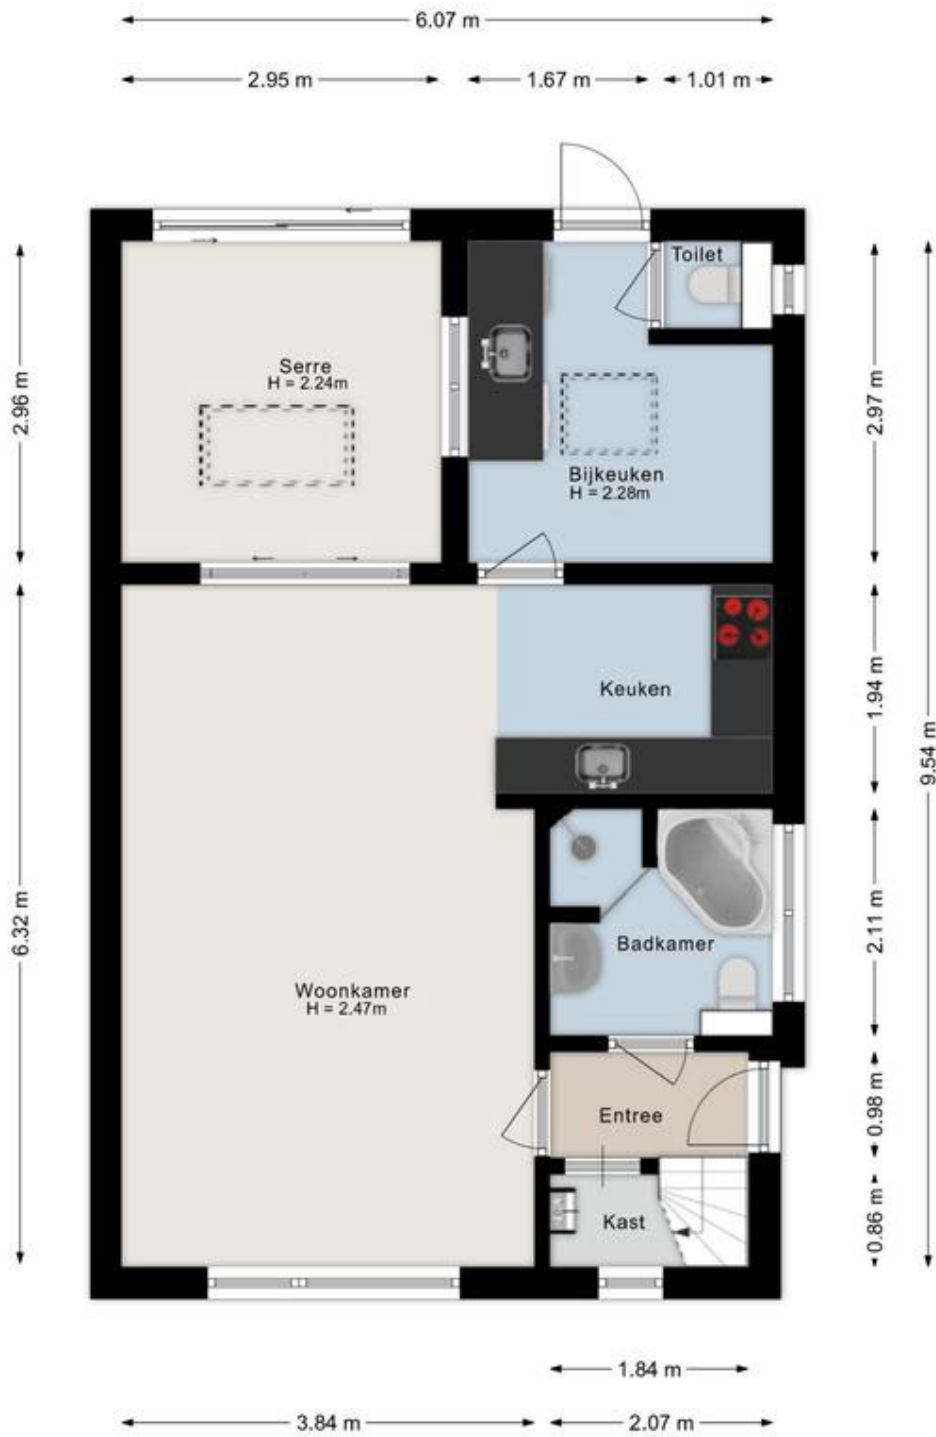 6.07 m
2.95 m
1.67 m
1.01 m
Toilet
Serre
H = 2.24m
2.96 m
2.97 m
Bijkeuken
H = 2.28m
Keuken
1.94 m
9.54 m
6.32 m
2.11 m
Badkamer
Woonkamer
H = 2.47m
Entree
0.98 m
Kast
0.86 m
1.84 m
3.84 m
2.07 m